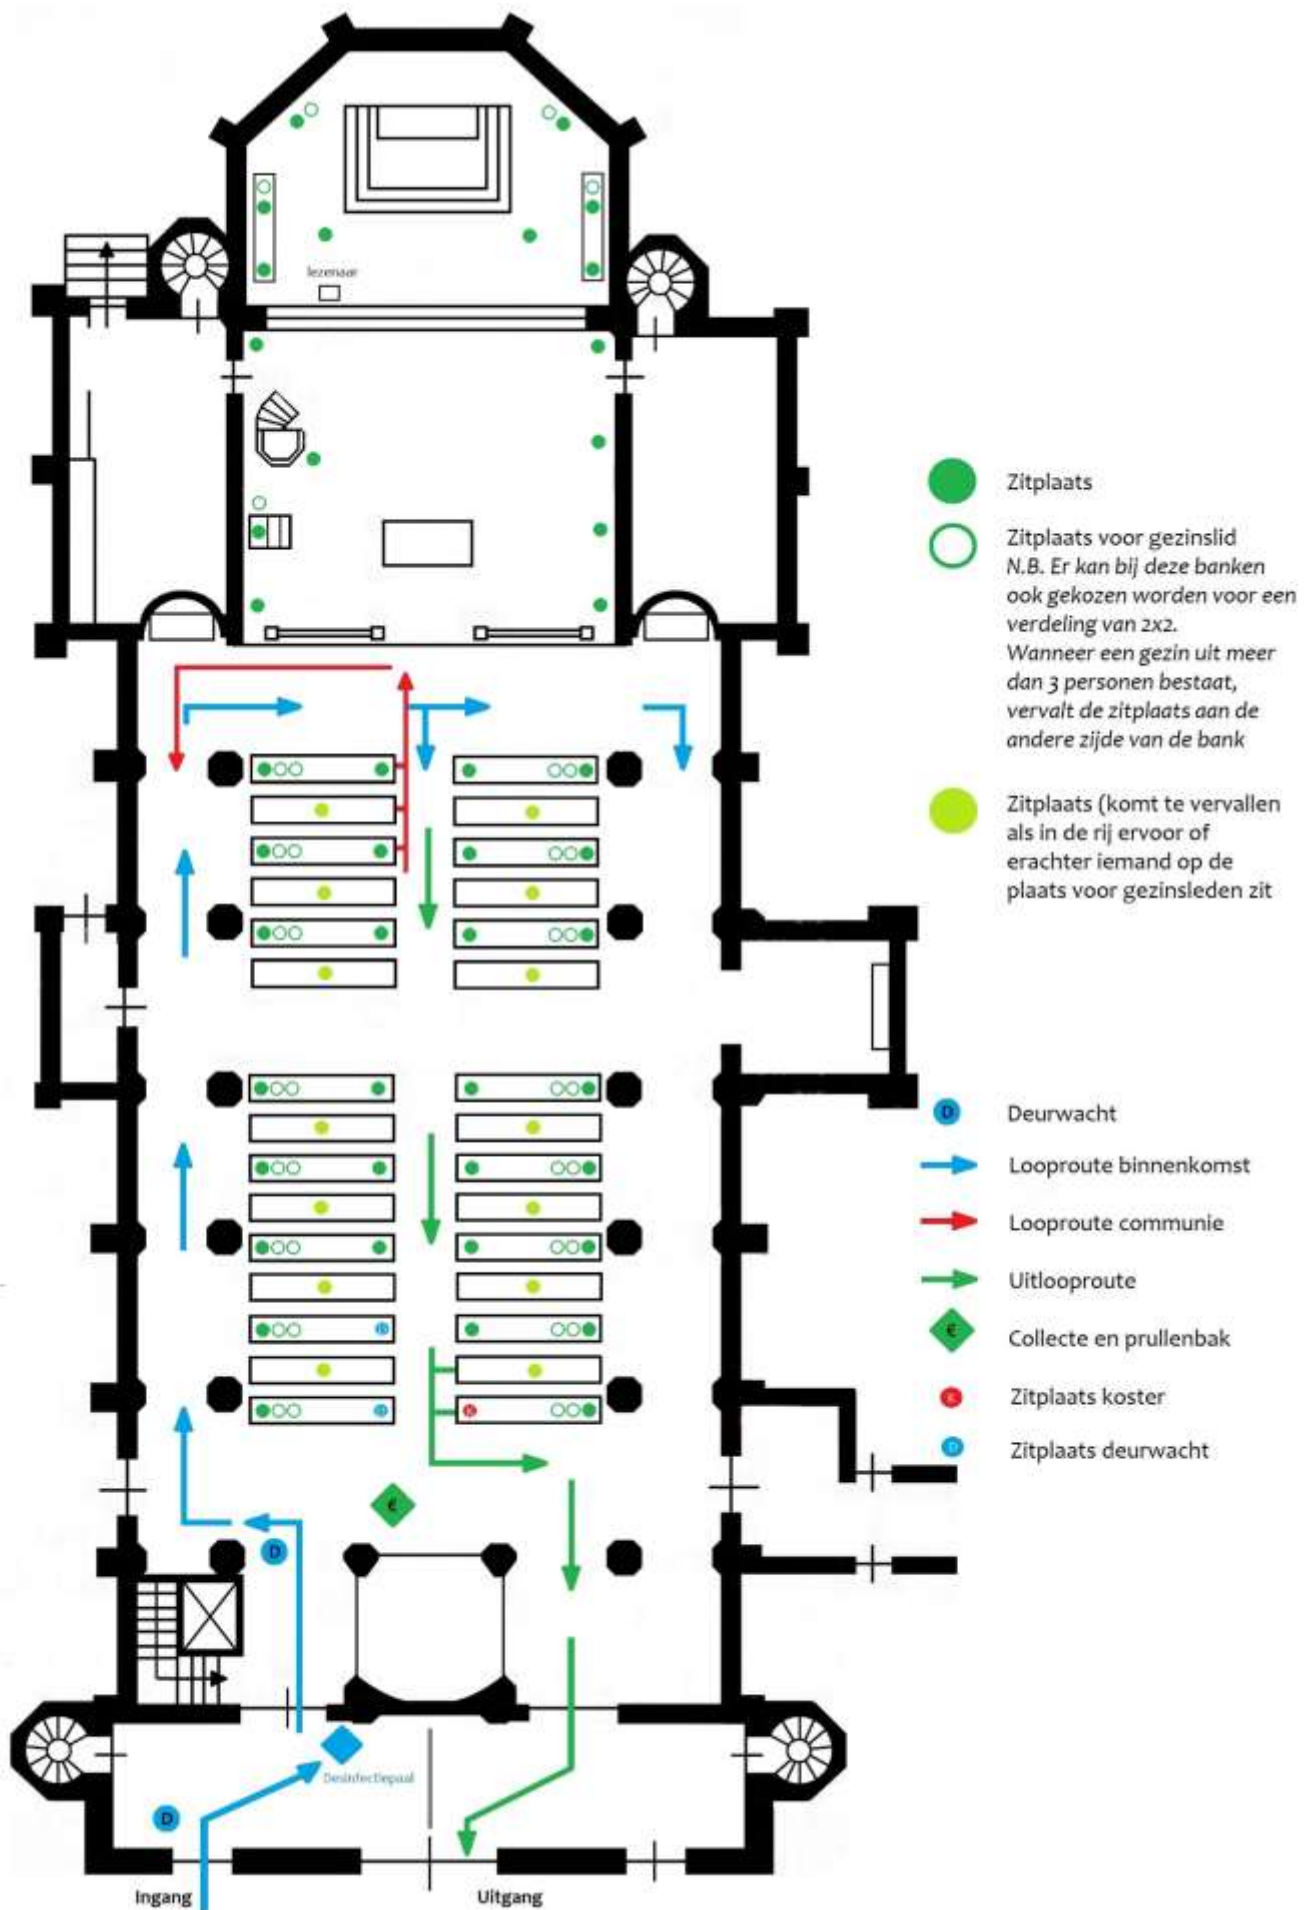 lezenaar
Zitplaats
Zitplaats voor gezinslid
N.B. Er kan bij deze banken
ook gekozen worden voor een
verdeling van 2x2.
Wanneer een gezin uit meer
dan 3 personen bestaat,
vervalt de zitplaats aan de
andere zijde van de bank
Zitplaats (komt te vervallen
als in de rij ervoor of
erachter iemand op de
plaats voor gezinsleden zit
D
Deurwacht
Looproute binnenkomst
Looproute communie
Uitlooproute
€
Collecte en prullenbak
K
Zitplaats koster
D
Zitplaats deurwacht
D
D
K
€
D
Desinfectiepaal
D
Ingang
Uitgang